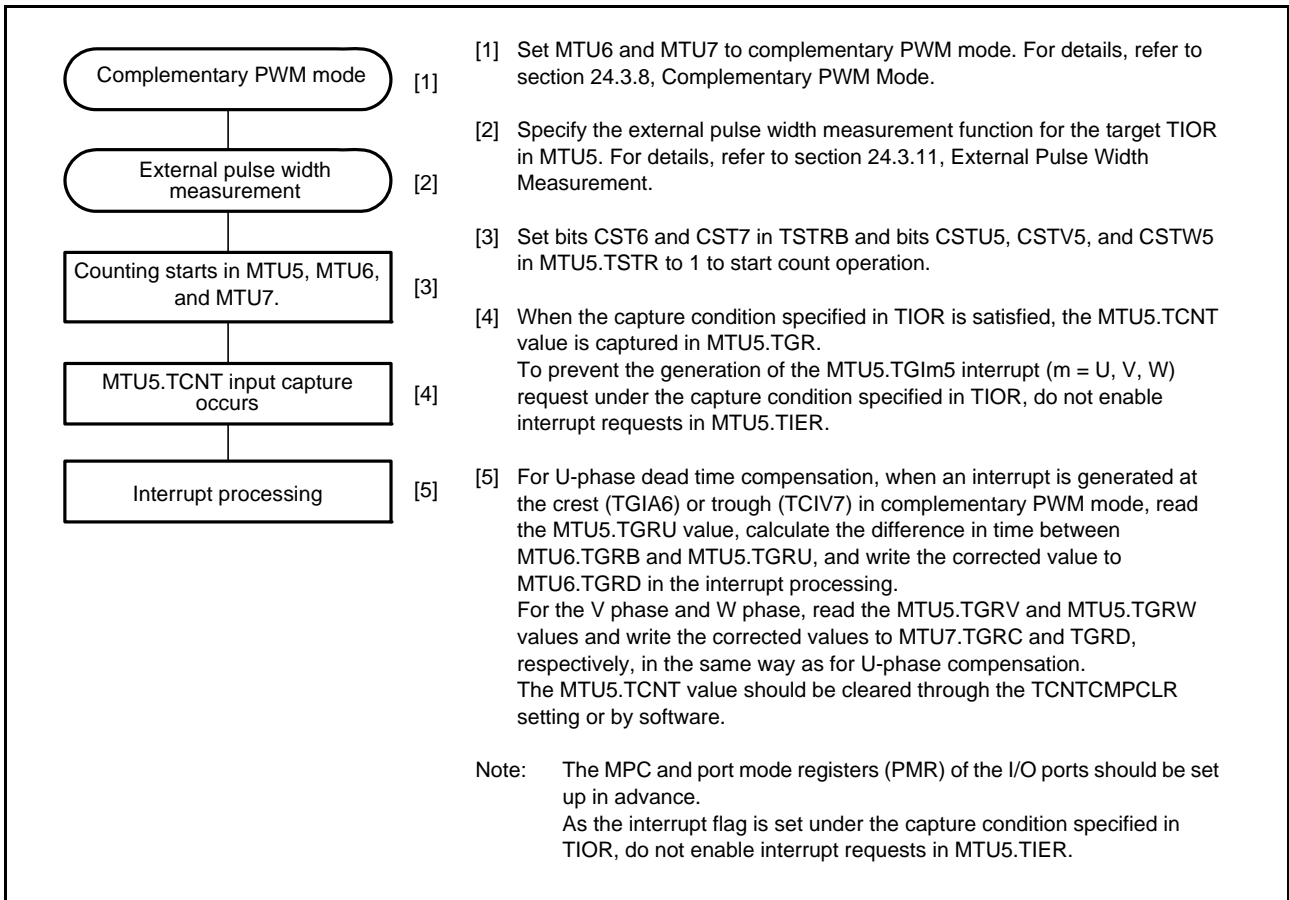 Complementary PWM mode
[1]
External pulse width
measurement
[2]
Counting starts in MTU5, MTU6,
and MTU7.
[3]
MTU5.TCNT input capture
occurs
[4]
Interrupt processing
[5]
[1] Set MTU6 and MTU7 to complementary PWM mode. For details, refer to
section 24.3.8, Complementary PWM Mode.
[2] Specify the external pulse width measurement function for the target TIOR
in MTU5. For details, refer to section 24.3.11, External Pulse Width
Measurement.
[3] Set bits CST6 and CST7 in TSTRB and bits CSTU5, CSTV5, and CSTW5
in MTU5.TSTR to 1 to start count operation.
[4] When the capture condition specified in TIOR is satisfied, the MTU5.TCNT
value is captured in MTU5.TGR.
To prevent the generation of the MTU5.TGIm5 interrupt (m = U, V, W)
request under the capture condition specified in TIOR, do not enable
interrupt requests in MTU5.TIER.
[5] For U-phase dead time compensation, when an interrupt is generated at
the crest (TGIA6) or trough (TCIV7) in complementary PWM mode, read
the MTU5.TGRU value, calculate the difference in time between
MTU6.TGRB and MTU5.TGRU, and write the corrected value to
MTU6.TGRD in the interrupt processing.
For the V phase and W phase, read the MTU5.TGRV and MTU5.TGRW
values and write the corrected values to MTU7.TGRC and TGRD,
respectively, in the same way as for U-phase compensation.
The MTU5.TCNT value should be cleared through the TCNTCMPCLR
setting or by software.
Note: The MPC and port mode registers (PMR) of the I/O ports should be set
up in advance.
As the interrupt flag is set under the capture condition specified in
TIOR, do not enable interrupt requests in MTU5.TIER.